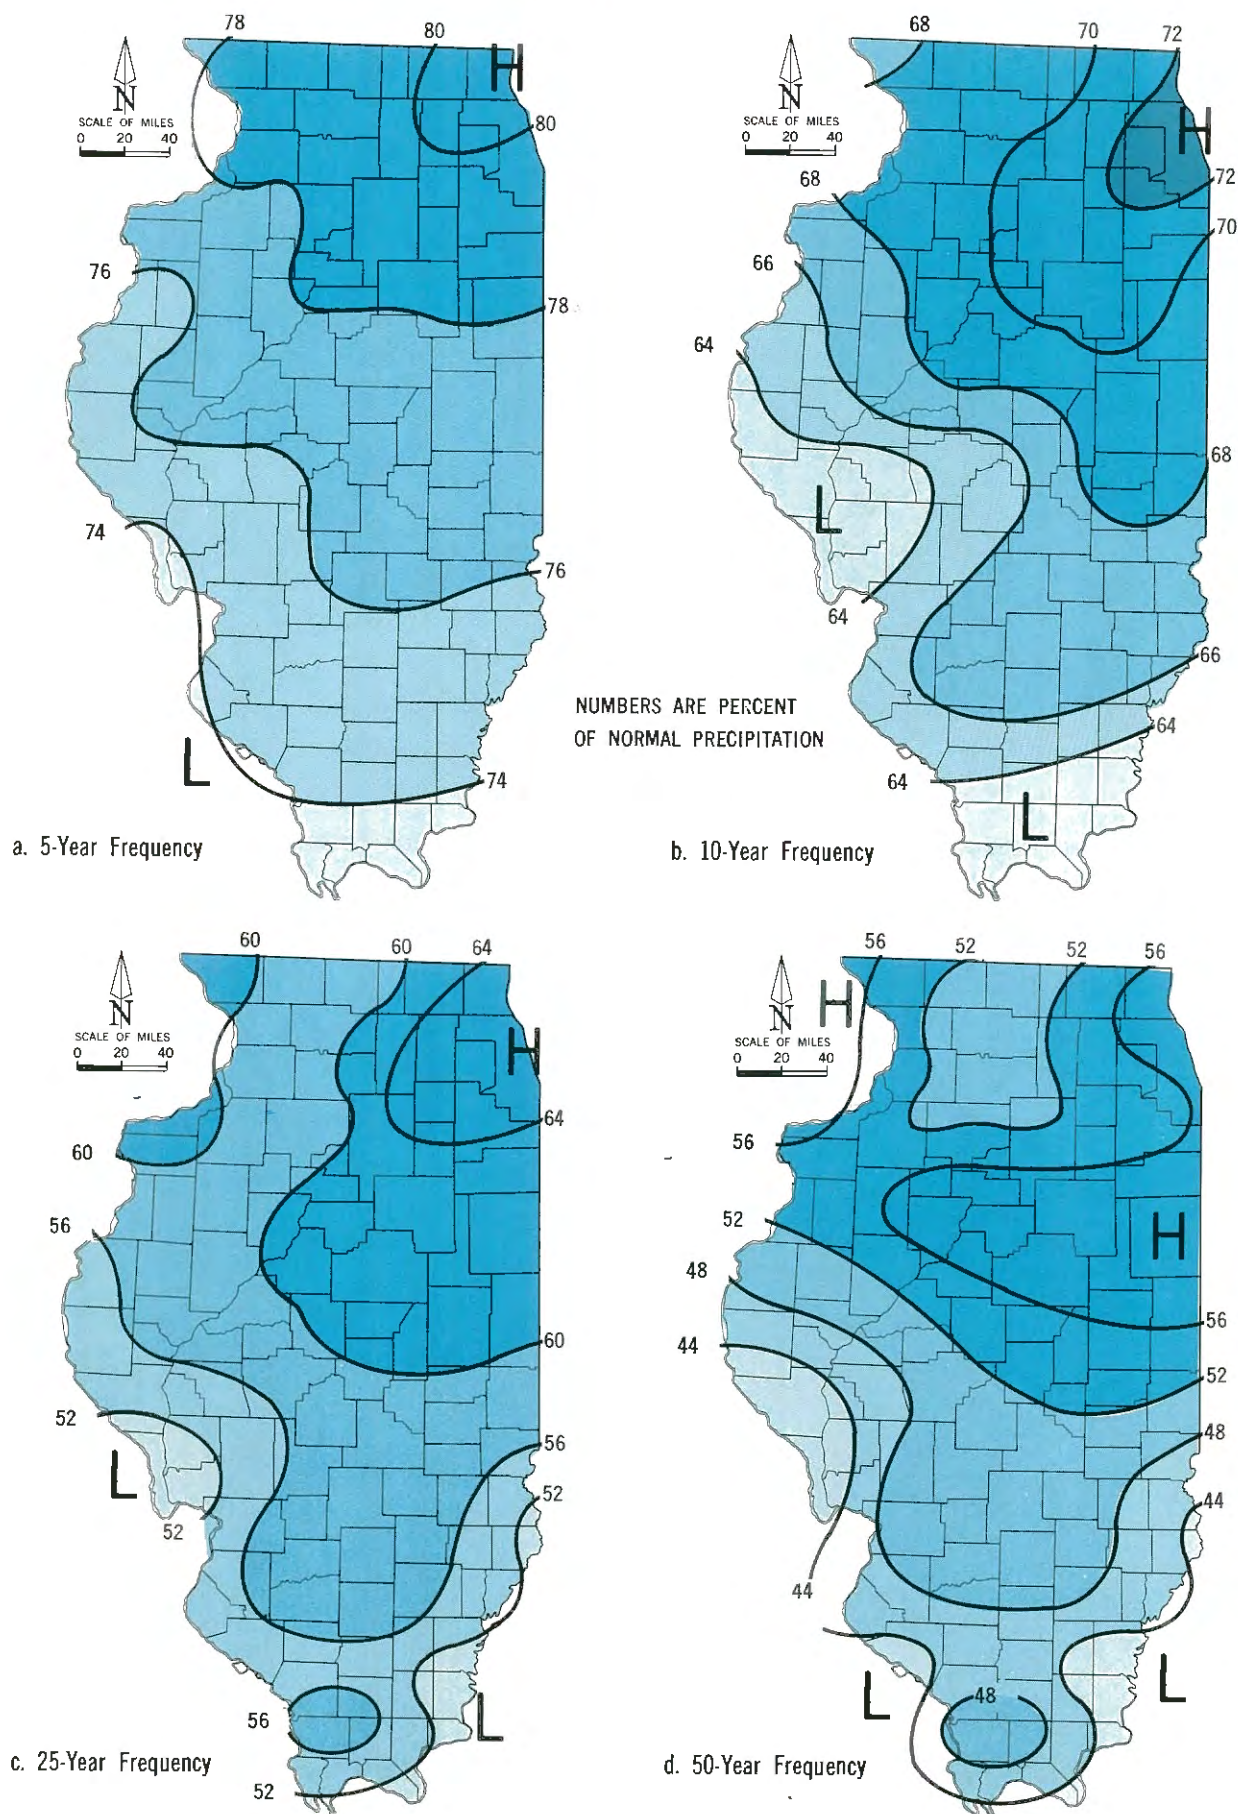 78
80
H
N
SCALE OF MILES
0 20 40
80
76
78
74
76
L
74
a. 5-Year Frequency
68
70
72
N
SCALE OF MILES
0 20 40
H
68
72
70
66
64
68
L
64
66
64
64
L
b. 10-Year Frequency
NUMBERS ARE PERCENT
OF NORMAL PRECIPITATION
60
60
64
N
SCALE OF MILES
0 20 40
H
64
60
56
60
52
56
L
52
52
56
L
c. 25-Year Frequency
52
56
52
52
56
H
N
SCALE OF MILES
0 20 40
56
52
H
48
56
44
52
48
44
44
L
L
48
d. 50-Year Frequency